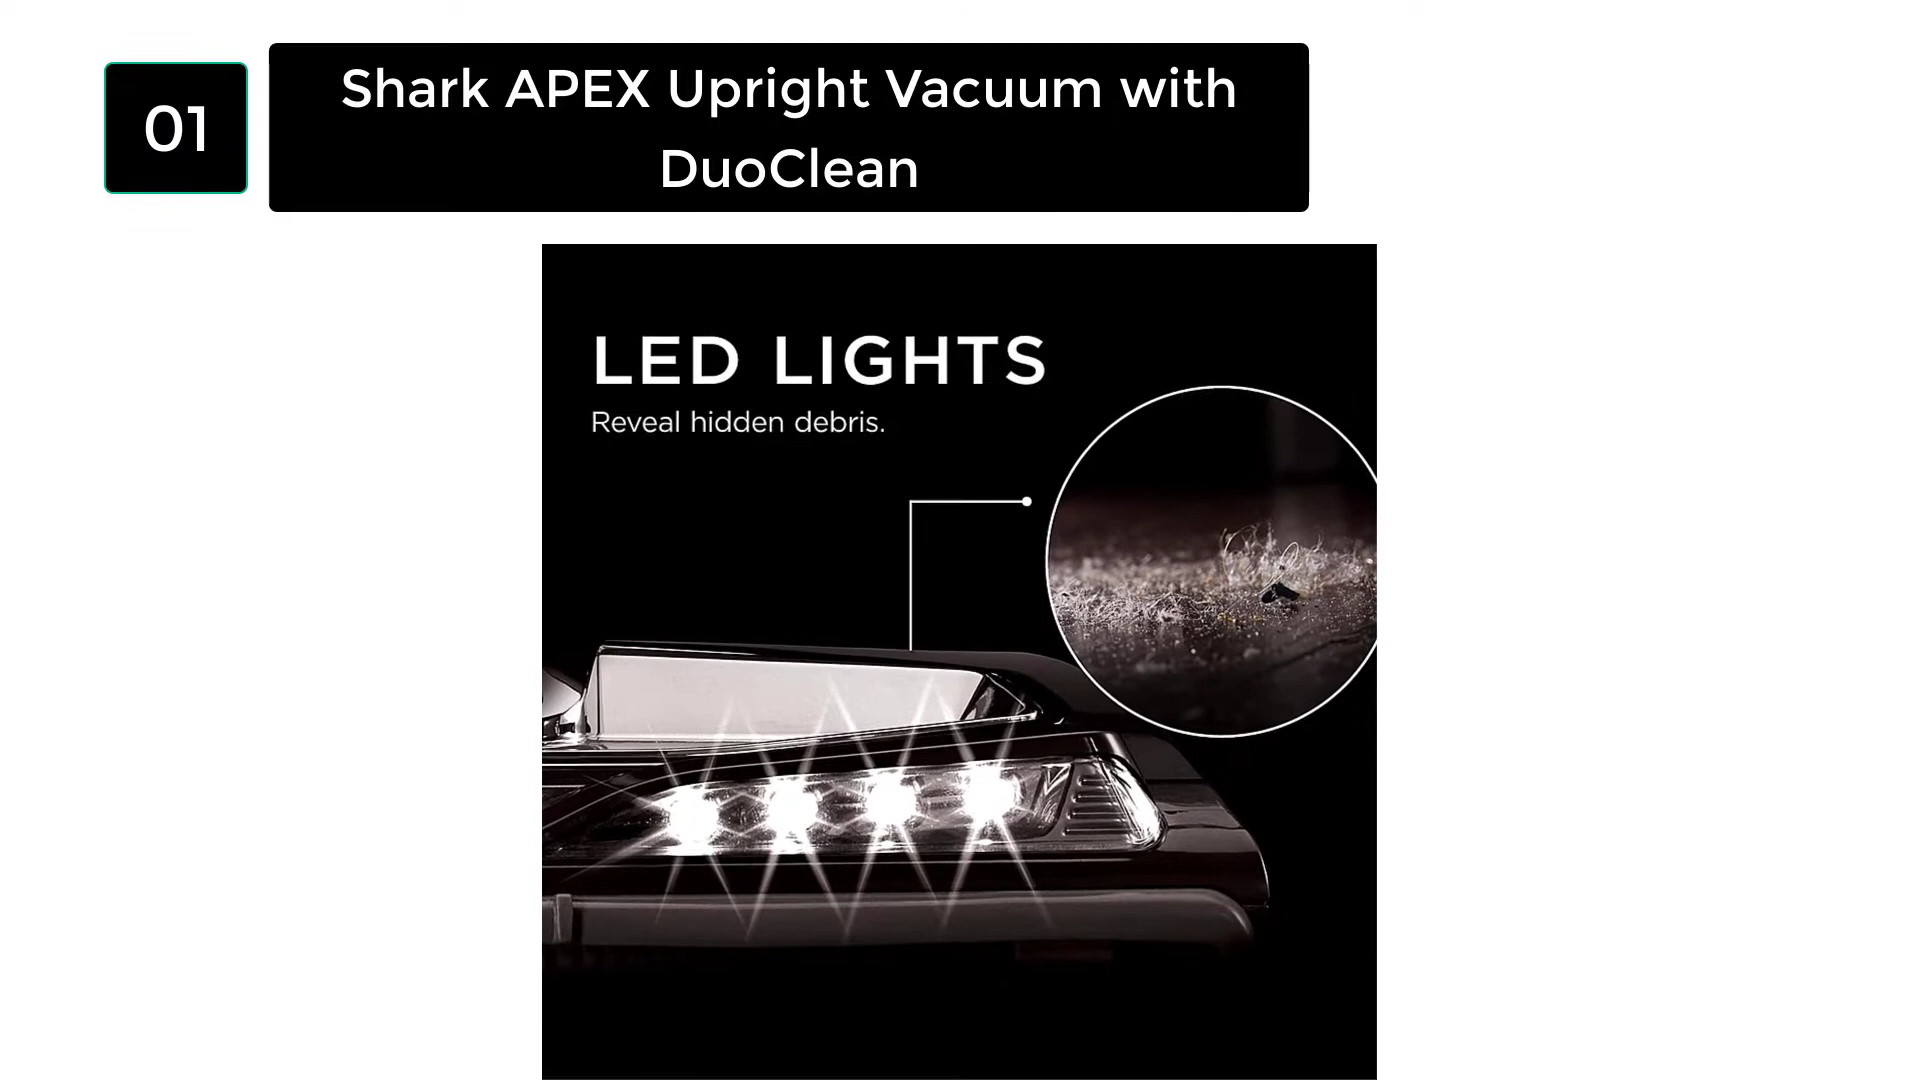 01
Shark APEX Upright Vacuum with
DuoClean
LED LIGHTS
Reveal hidden debris.